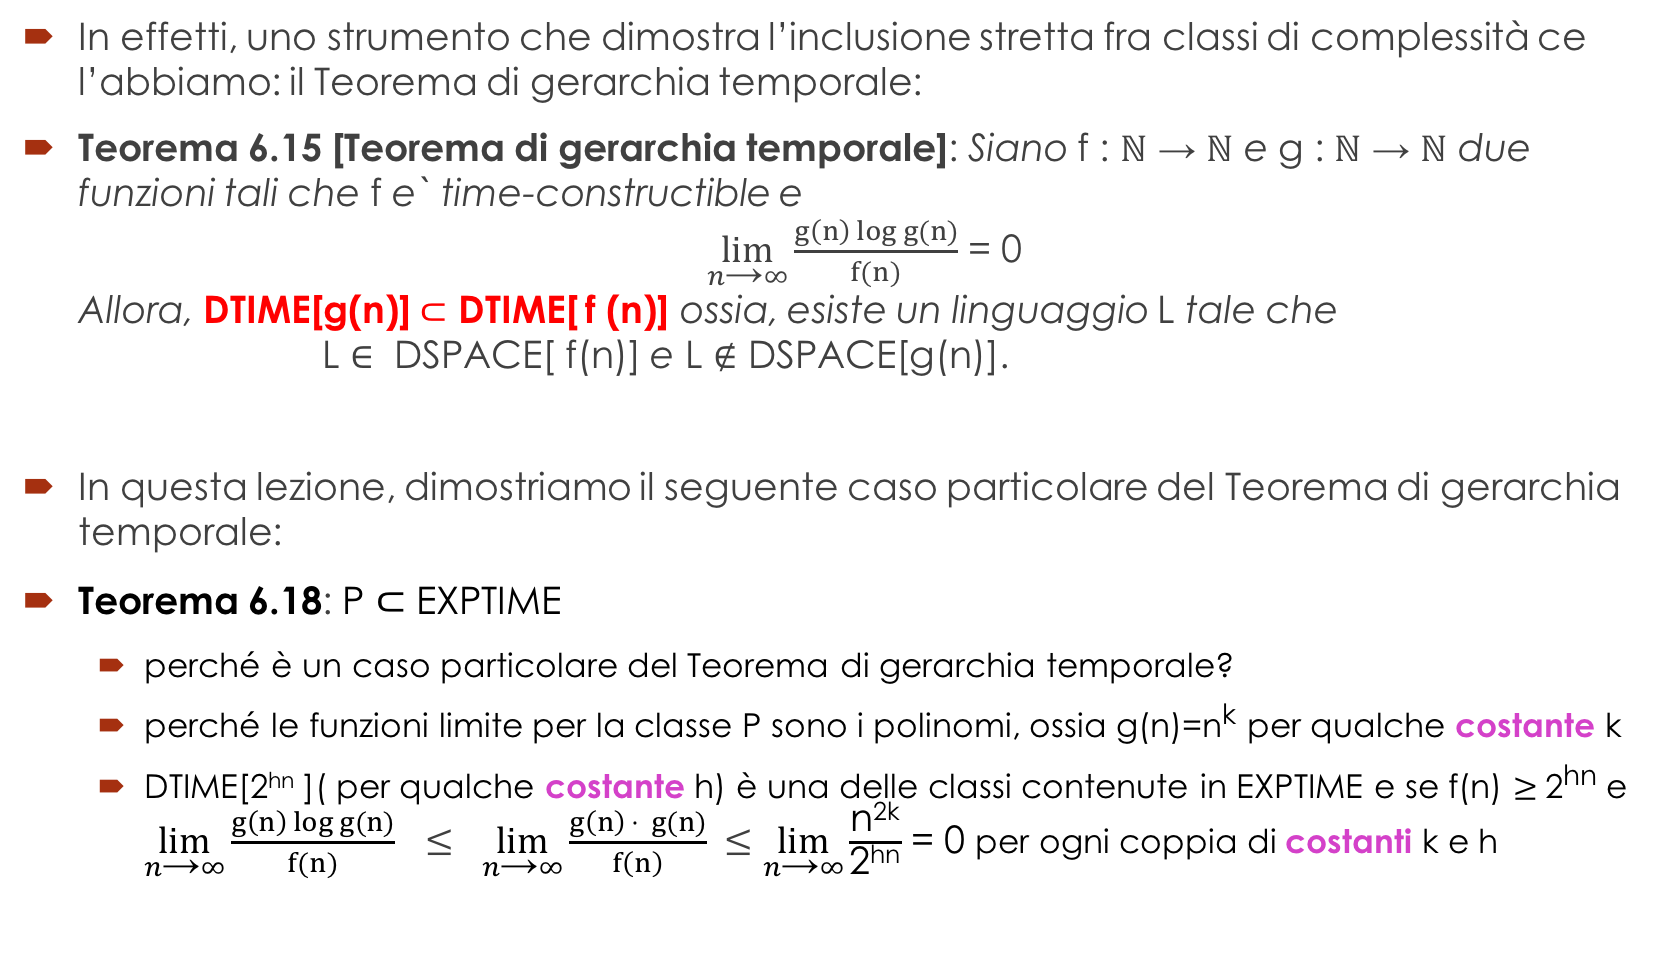 In effetti, uno strumento che dimostra l’inclusione stretta fra classi di complessità ce
l’abbiamo: il Teorema di gerarchia temporale:
Teorema 6.15 [Teorema di gerarchia temporale]: Siano f : ℕ → ℕ e g : ℕ → ℕ due
funzioni tali che f e` time-constructible e
lim n⟶∞ g(n) log g(n) / f(n) = 0
Allora, DTIME[g(n)] ⊂ DTIME[ f (n)] ossia, esiste un linguaggio L tale che
L ∈ DSPACE[ f(n)] e L ∉ DSPACE[g(n)].
In questa lezione, dimostriamo il seguente caso particolare del Teorema di gerarchia
temporale:
Teorema 6.18: P ⊂ EXPTIME
perché è un caso particolare del Teorema di gerarchia temporale?
perché le funzioni limite per la classe P sono i polinomi, ossia g(n)=n^k per qualche costante k
DTIME[2^hn ]( per qualche costante h) è una delle classi contenute in EXPTIME e se f(n) ≥ 2^hn e
lim n⟶∞ g(n) log g(n) / f(n) ≤ lim n⟶∞ g(n) · g(n) / f(n) ≤ lim n⟶∞ n^2k / 2^hn = 0 per ogni coppia di costanti k e h